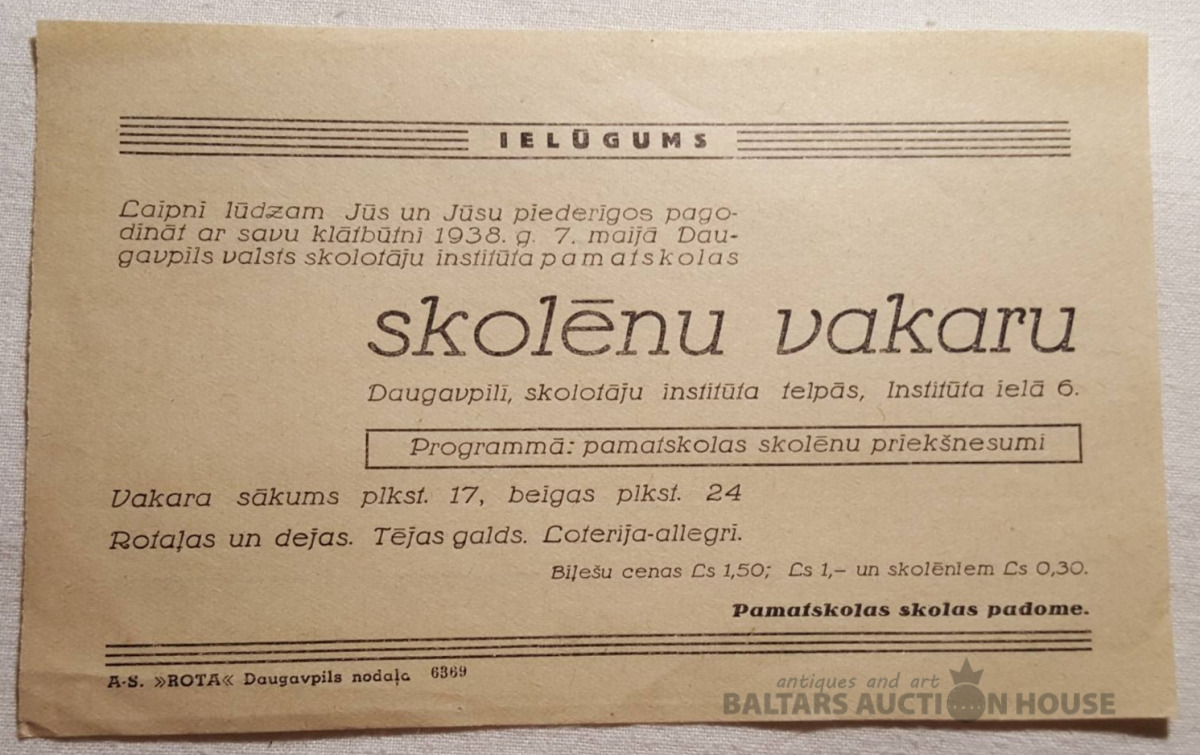 IELŪGUMS
Laipni lūdzam Jūs un Jūsu piederīgos pago-
dināt ar savu klātbūtni 1938. g. 7. maijā Dau-
gavpils valsts skolotāju institūta pamatskolas
skolēnu vakaru
Daugavpilī, skolotāju institūta telpās, Institūta ielā 6.
Programmā: pamatskolas skolēnu priekšnesumi
Vakara sākums plkst. 17, beigas plkst. 24
Rotaļas un dejas. Tējas galds. Loterija-allegri.
Biļešu cenas Ls 1,50; Ls 1,- un skolēniem Ls 0,30.
Pamatskolas skolas padome.
A-S. »ROTA« Daugavpils nodaļa 6369
antiques and art
BALTARS AUCTION HOUSE